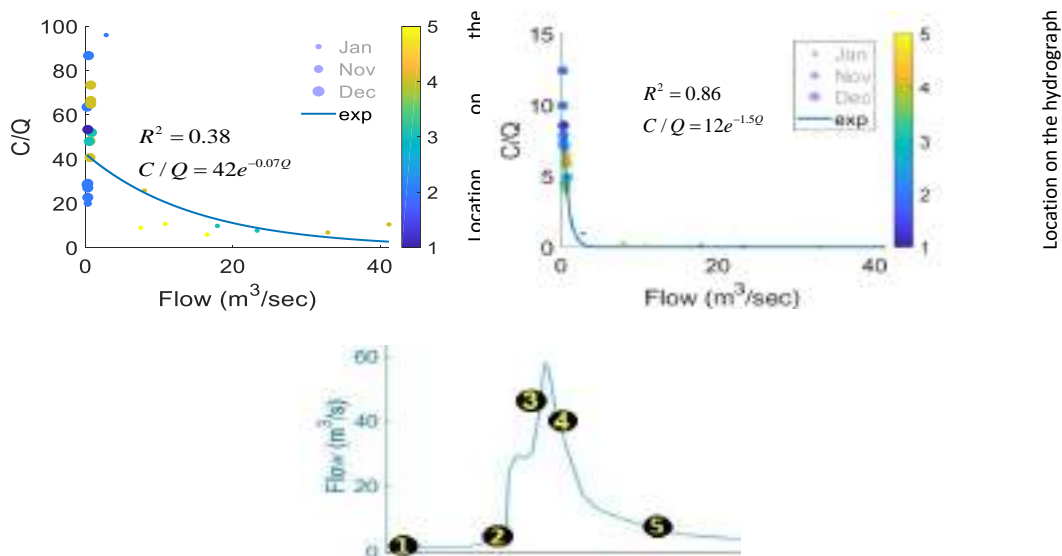 100
80
60
40
20
0
C/Q
0 20 40
Flow (m³/sec)
Jan
Nov
Dec
exp
R² = 0.38
C / Q = 42e^{-0.07Q}
5
4
3
2
1
Location on the
15
10
5
0
C/Q
0 20 40
Flow (m³/sec)
R² = 0.86
C / Q = 12e^{-1.5Q}
Jan
Nov
Dec
exp
5
4
3
2
1
Location on the hydrograph
60
40
20
0
Flow (m³/s)
1
2
3
4
5